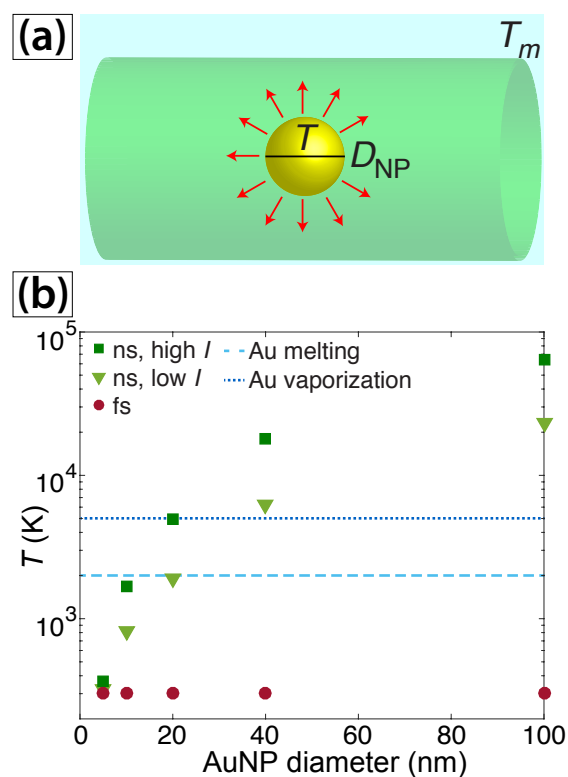 (a)
T_m
T
D_NP
(b)
10^5
ns, high I
Au melting
ns, low I
Au vaporization
fs
10^4
T (K)
10^3
0 20 40 60 80 100
AuNP diameter (nm)